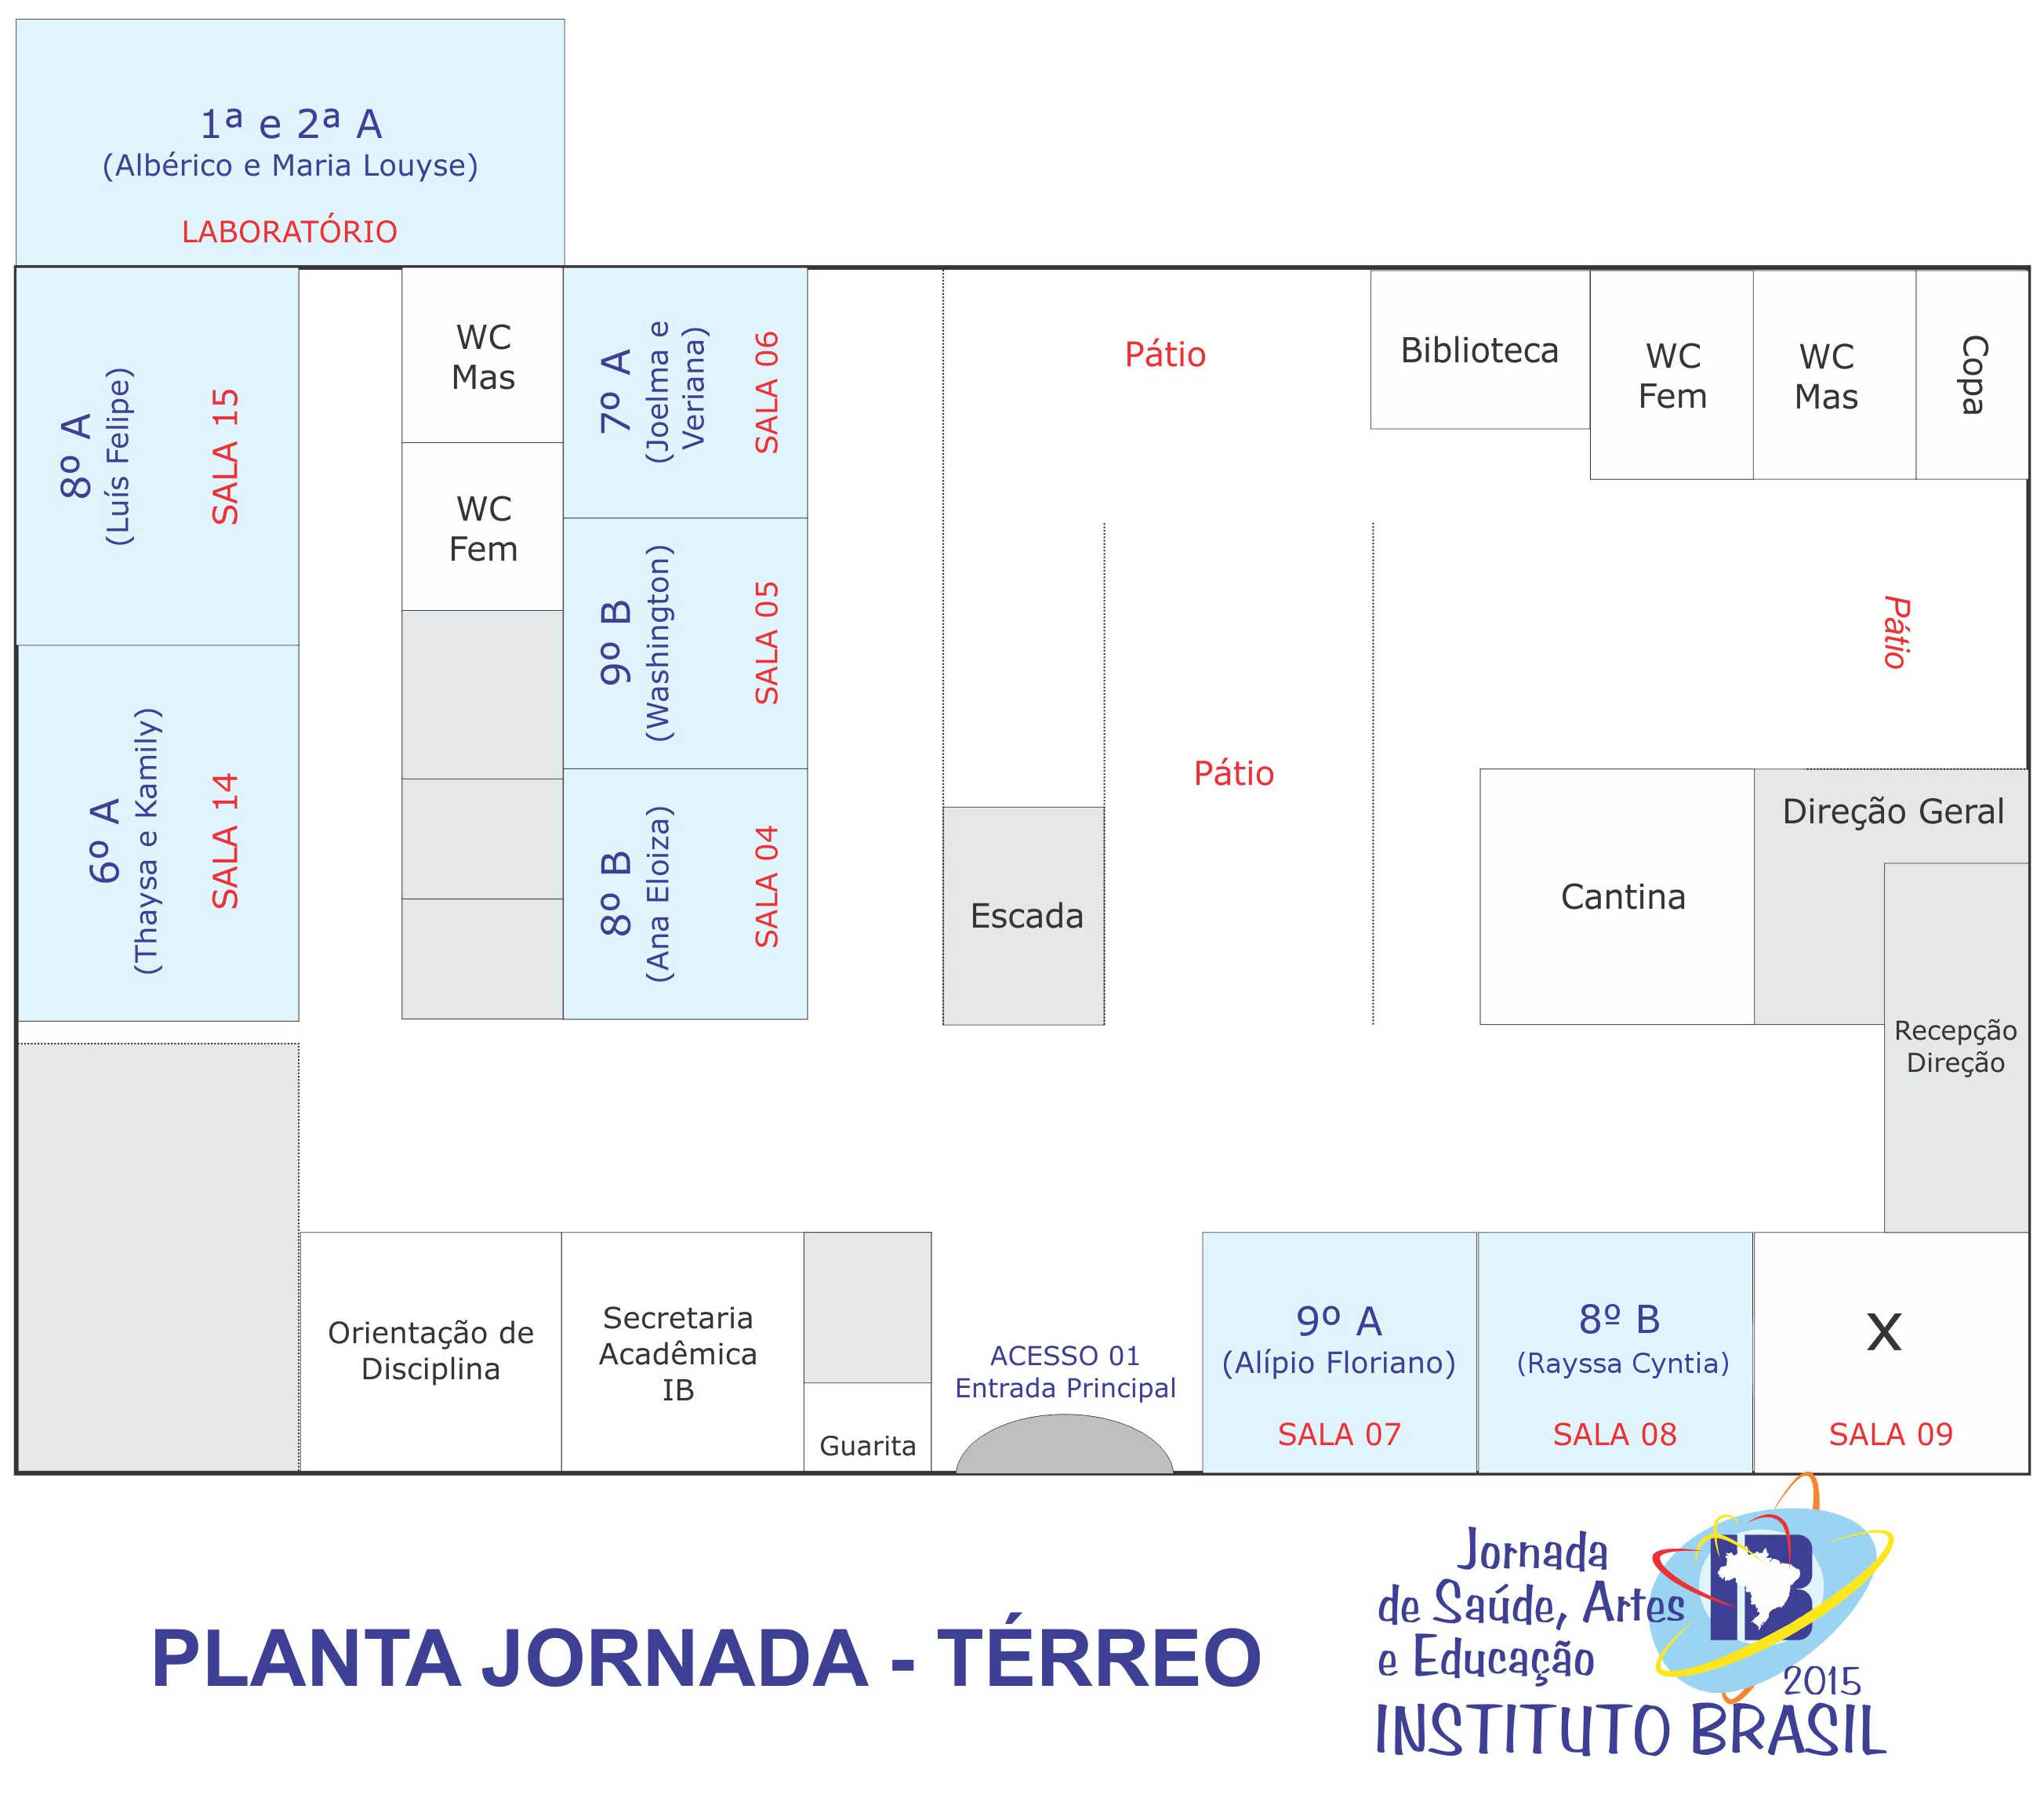 1ª e 2ª A
(Albérico e Maria Louyse)
LABORATÓRIO
8º A
(Luís Felipe)
SALA 15
WC
Mas
WC
Fem
7º A
(Joelma e
Veriana)
SALA 06
9º B
(Washington)
SALA 05
8º B
(Ana Eloiza)
SALA 04
6º A
(Thaysa e Kamily)
SALA 14
Pátio
Biblioteca
WC
Fem
WC
Mas
Copa
Pátio
Pátio
Escada
Cantina
Direção Geral
Recepção
Direção
Orientação de
Disciplina
Secretaria
Acadêmica
IB
Guarita
ACESSO 01
Entrada Principal
9º A
(Alípio Floriano)
SALA 07
8º B
(Rayssa Cyntia)
SALA 08
X
SALA 09
PLANTA JORNADA - TÉRREO
Jornada
de Saúde, Artes
e Educação
IB
2015
INSTITUTO BRASIL